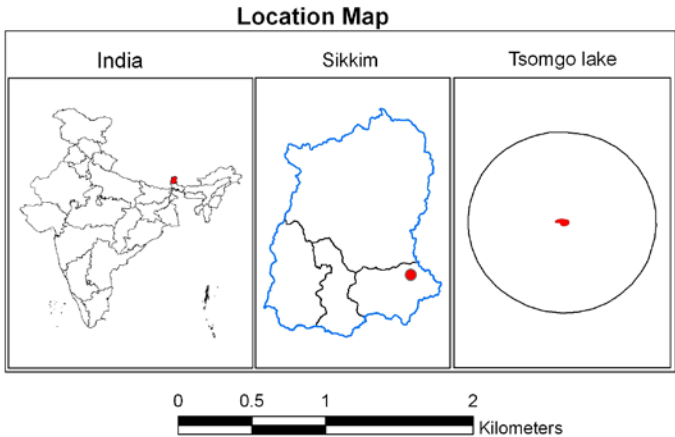 Location Map
India
Sikkim
Tsomgo lake
0 0.5 1 2
Kilometers